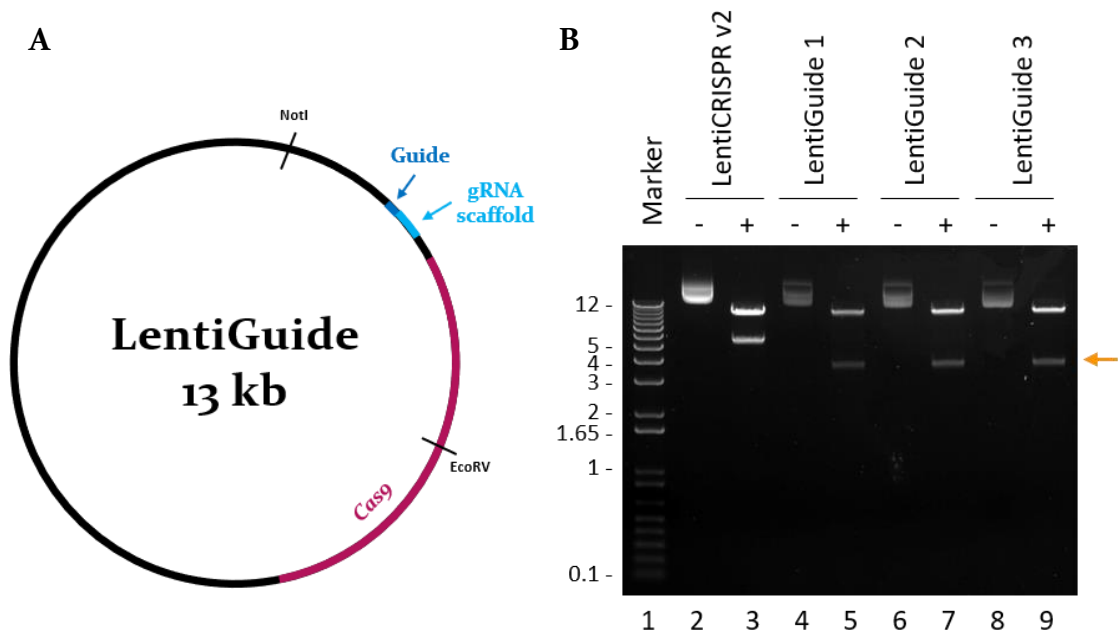 A
NotI
Guide
gRNA
scaffold
LentiGuide
13 kb
EcoRV
Cas9
B
Marker
LentiCRISPR v2
LentiGuide 1
LentiGuide 2
LentiGuide 3
- + - + - + - +
12 -
5 -
4 -
3 -
2 -
1.65 -
1 -
0.1 -
1 2 3 4 5 6 7 8 9